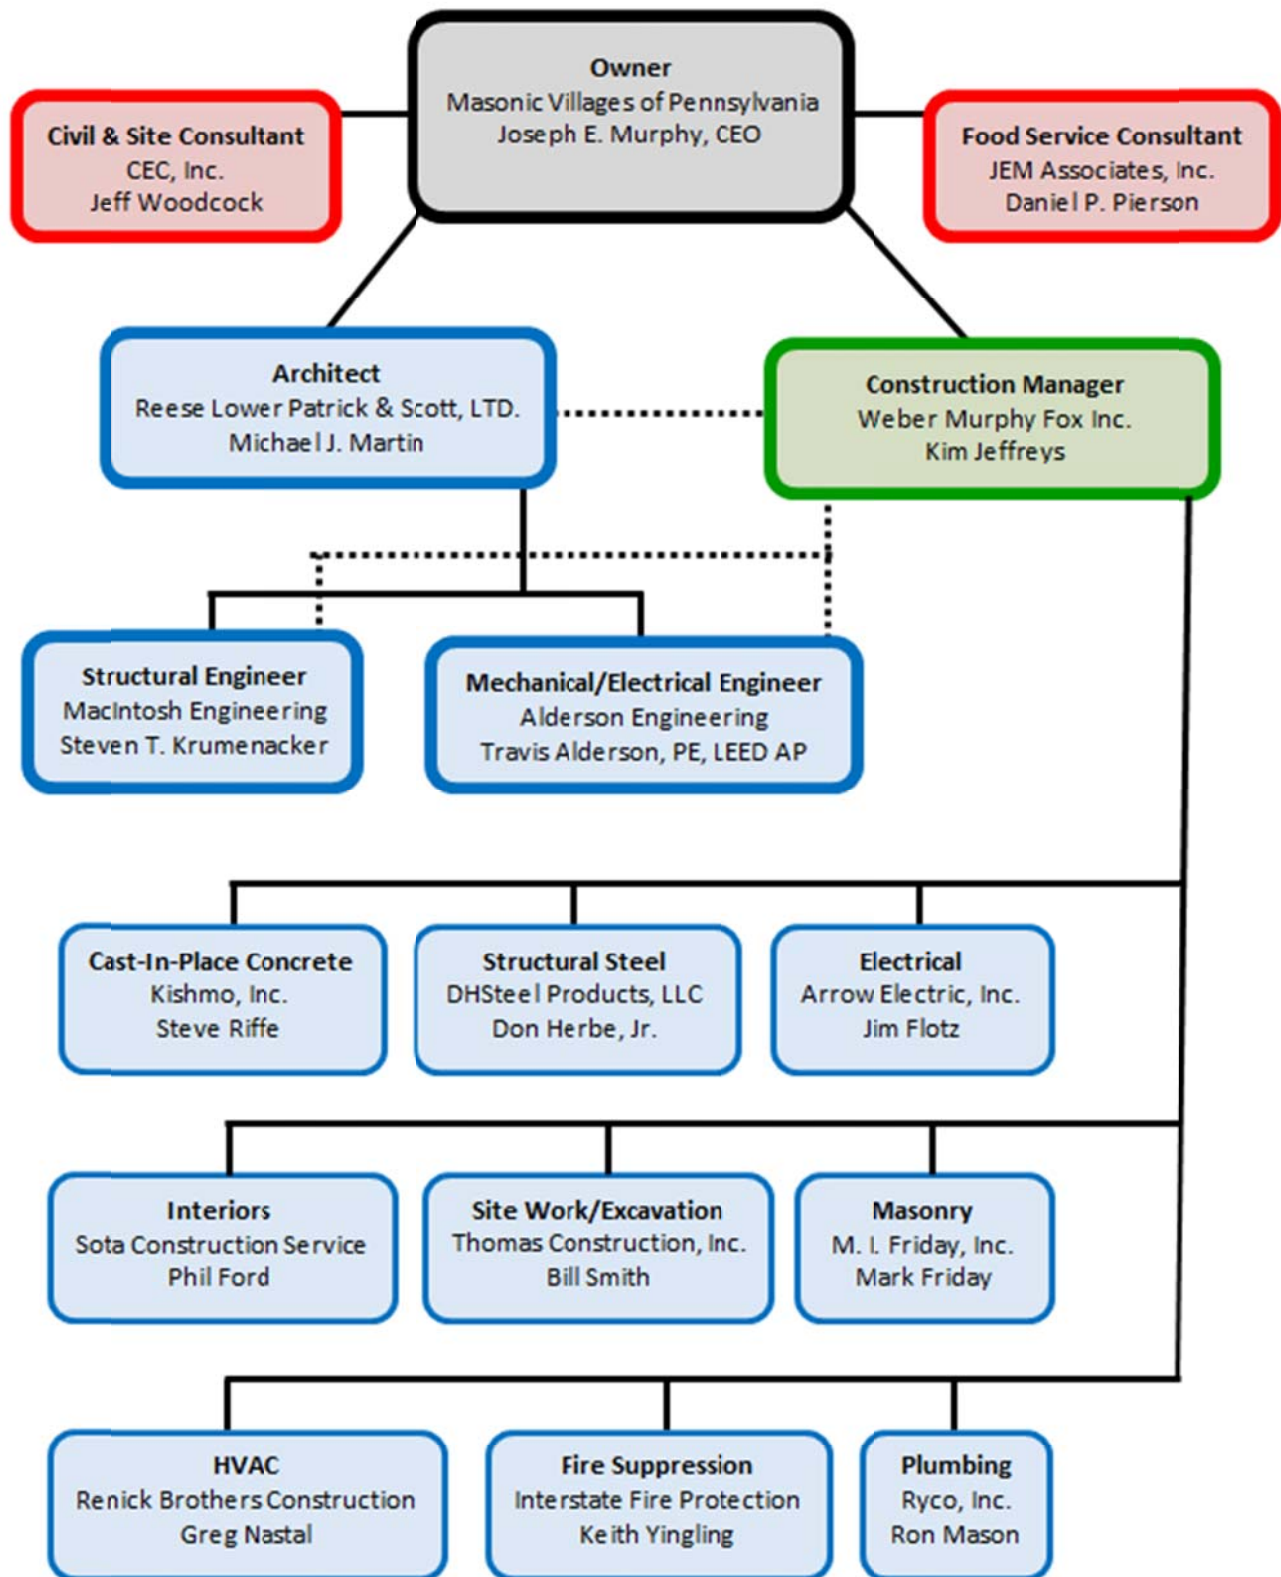 Owner
Masonic Villages of Pennsylvania
Joseph E. Murphy, CEO
Civil & Site Consultant
CEC, Inc.
Jeff Woodcock
Food Service Consultant
JEM Associates, Inc.
Daniel P. Pierson
Architect
Reese Lower Patrick & Scott, LTD.
Michael J. Martin
Construction Manager
Weber Murphy Fox Inc.
Kim Jeffreys
Structural Engineer
MacIntosh Engineering
Steven T. Krumenacker
Mechanical/Electrical Engineer
Alderson Engineering
Travis Alderson, PE, LEED AP
Cast-In-Place Concrete
Kishmo, Inc.
Steve Riffe
Structural Steel
DHSteel Products, LLC
Don Herbe, Jr.
Electrical
Arrow Electric, Inc.
Jim Flotz
Interiors
Sota Construction Service
Phil Ford
Site Work/Excavation
Thomas Construction, Inc.
Bill Smith
Masonry
M. I. Friday, Inc.
Mark Friday
HVAC
Renick Brothers Construction
Greg Nastal
Fire Suppression
Interstate Fire Protection
Keith Yingling
Plumbing
Ryco, Inc.
Ron Mason